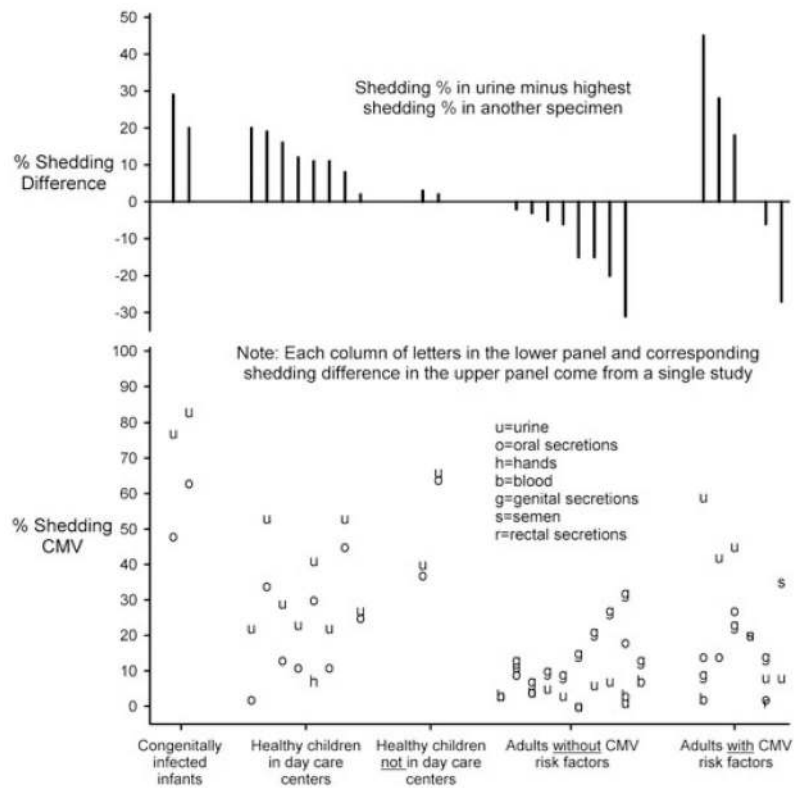 50
40
30
20
10
0
-10
-20
-30
% Shedding
Difference
Shedding % in urine minus highest
shedding % in another specimen
100
90
80
70
60
50
40
30
20
10
0
% Shedding
CMV
Note: Each column of letters in the lower panel and corresponding
shedding difference in the upper panel come from a single study
u=urine
o=oral secretions
h=hands
b=blood
g=genital secretions
s=semen
r=rectal secretions
Congenitally
infected
infants
Healthy children
in day care
centers
Healthy children
not in day care
centers
Adults without CMV
risk factors
Adults with CMV
risk factors